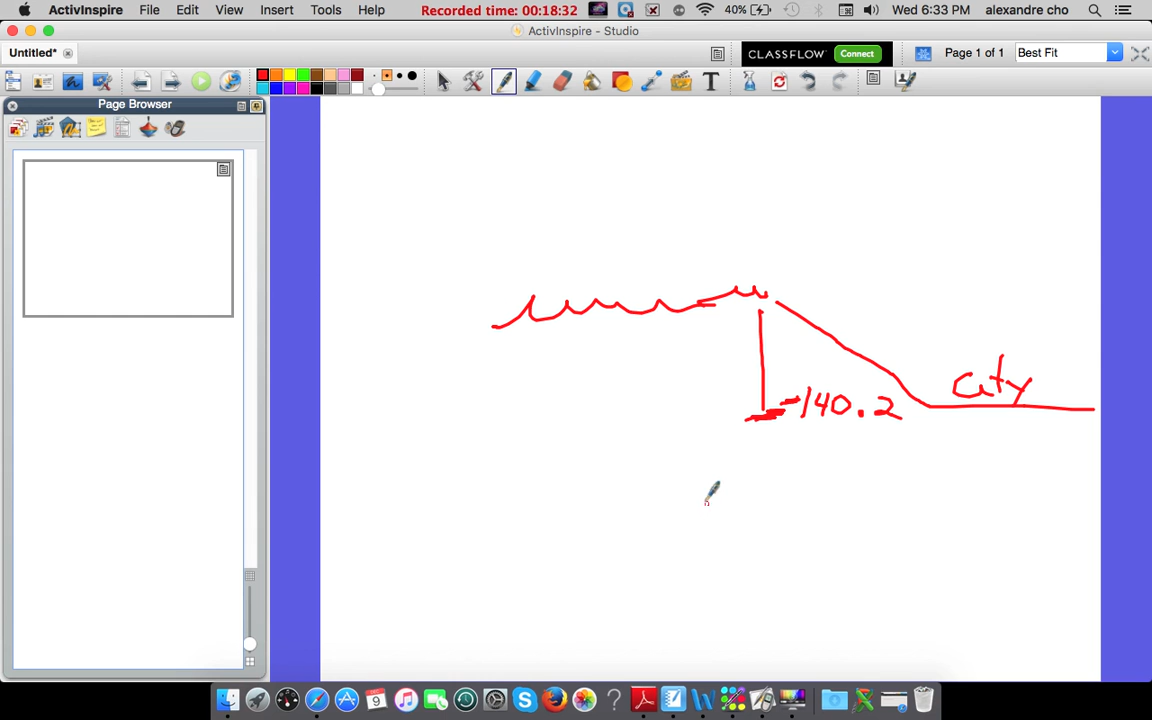 ActivInspire File Edit View Insert Tools Help Recorded time: 00:18:32 40% Wed 6:33 PM alexandre cho
ActivInspire - Studio
Untitled* CLASSFLOW Connect Page 1 of 1 Best Fit
Page Browser
City
-140.2